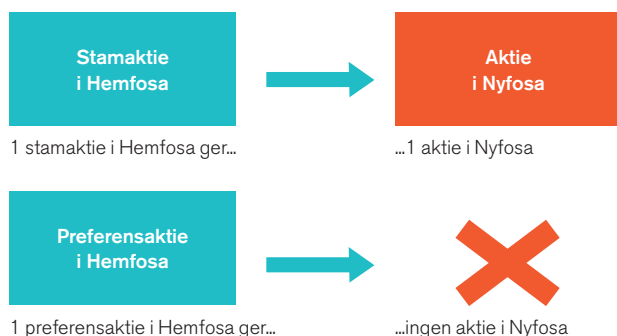 Stamaktie
i Hemfosa
Aktie
i Nyfosa
1 stamaktie i Hemfosa ger...
...1 aktie i Nyfosa
Preferensaktie
i Hemfosa
1 preferensaktie i Hemfosa ger...
...ingen aktie i Nyfosa